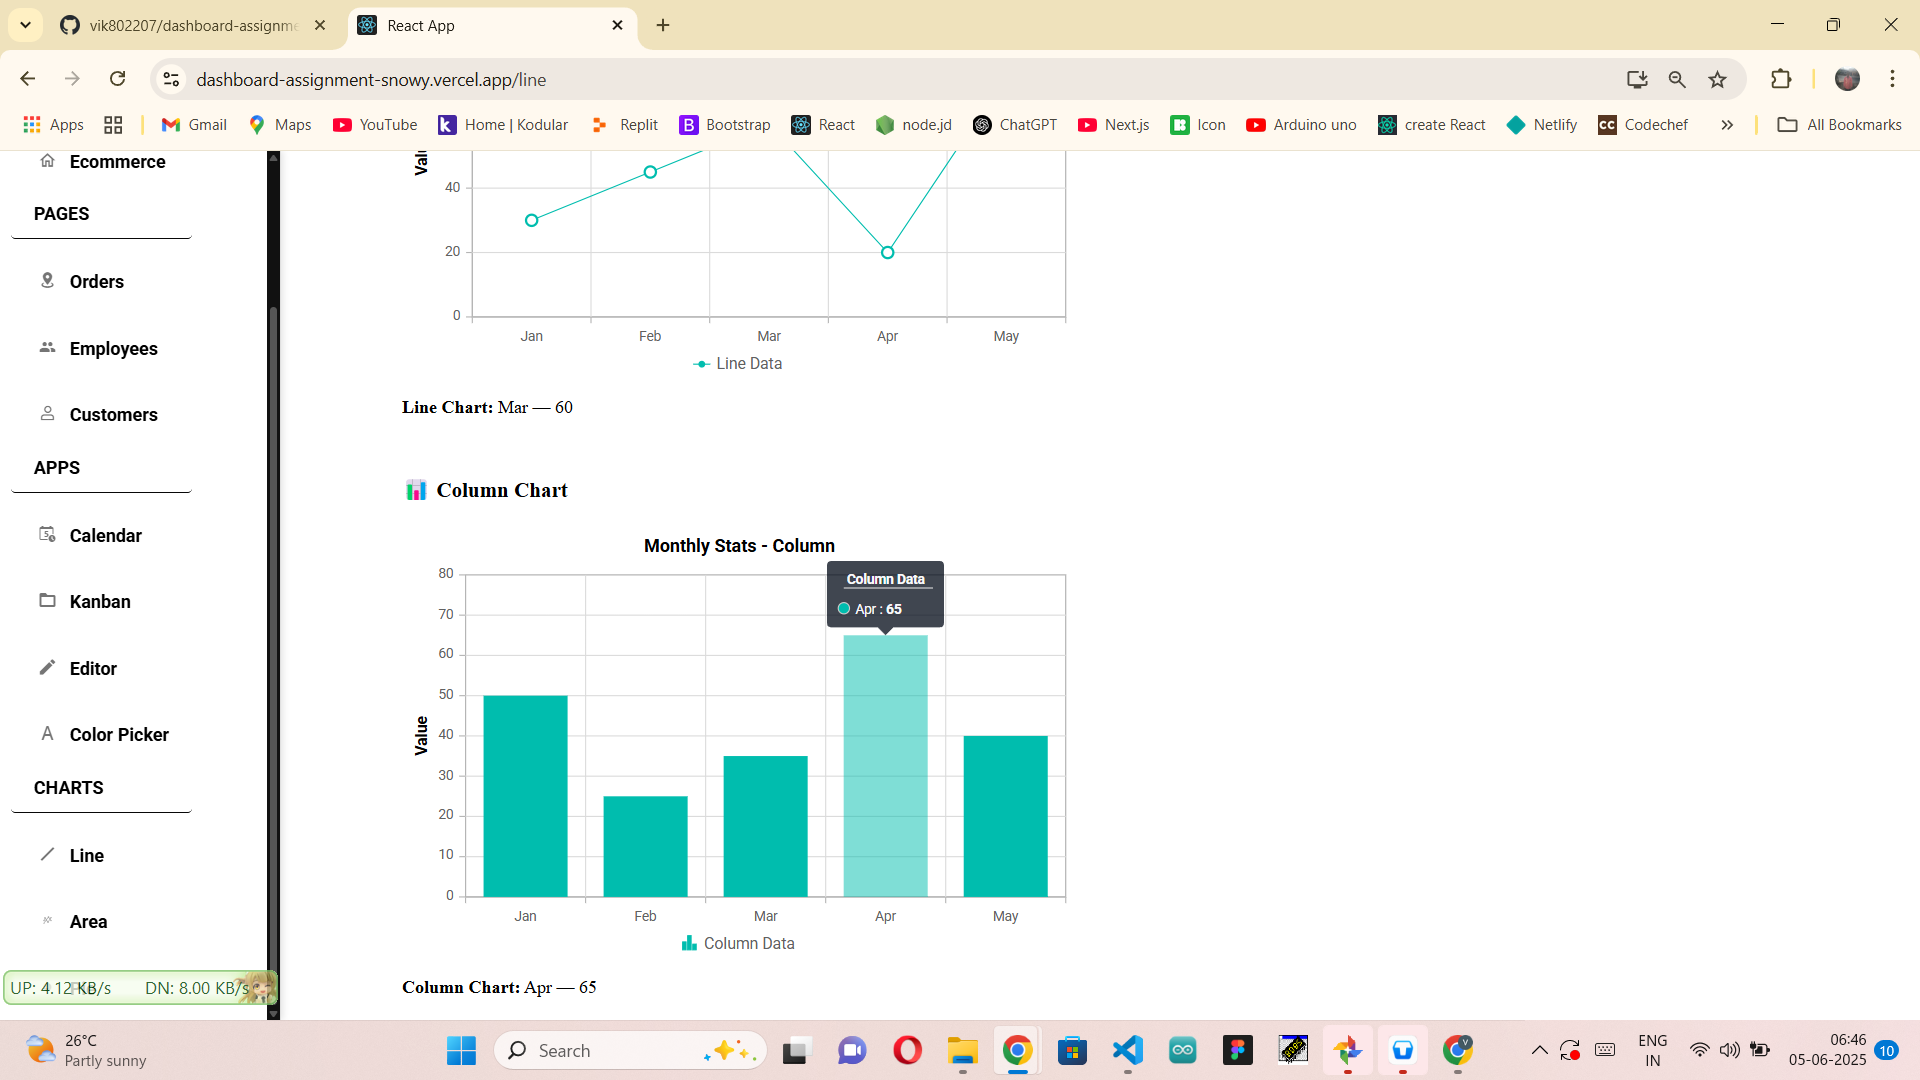 vik802207/dashboard-assignme
React App
dashboard-assignment-snowy.vercel.app/line
Apps
Gmail
Maps
YouTube
Home | Kodular
Replit
Bootstrap
React
node.jd
ChatGPT
Next.js
Icon
Arduino uno
create React
Netlify
Codechef
All Bookmarks
Ecommerce
PAGES
Orders
Employees
Customers
APPS
Calendar
Kanban
Editor
Color Picker
CHARTS
Line
Area
UP: 4.12 KB/s DN: 8.00 KB/s
40
20
0
Jan Feb Mar Apr May
Line Data
Line Chart: Mar — 60
Column Chart
Monthly Stats - Column
Column Data
Apr : 65
Value
80
70
60
50
40
30
20
10
0
Jan Feb Mar Apr May
Column Data
Column Chart: Apr — 65
26°C
Partly sunny
Search
ENG
IN
06:46
05-06-2025
10